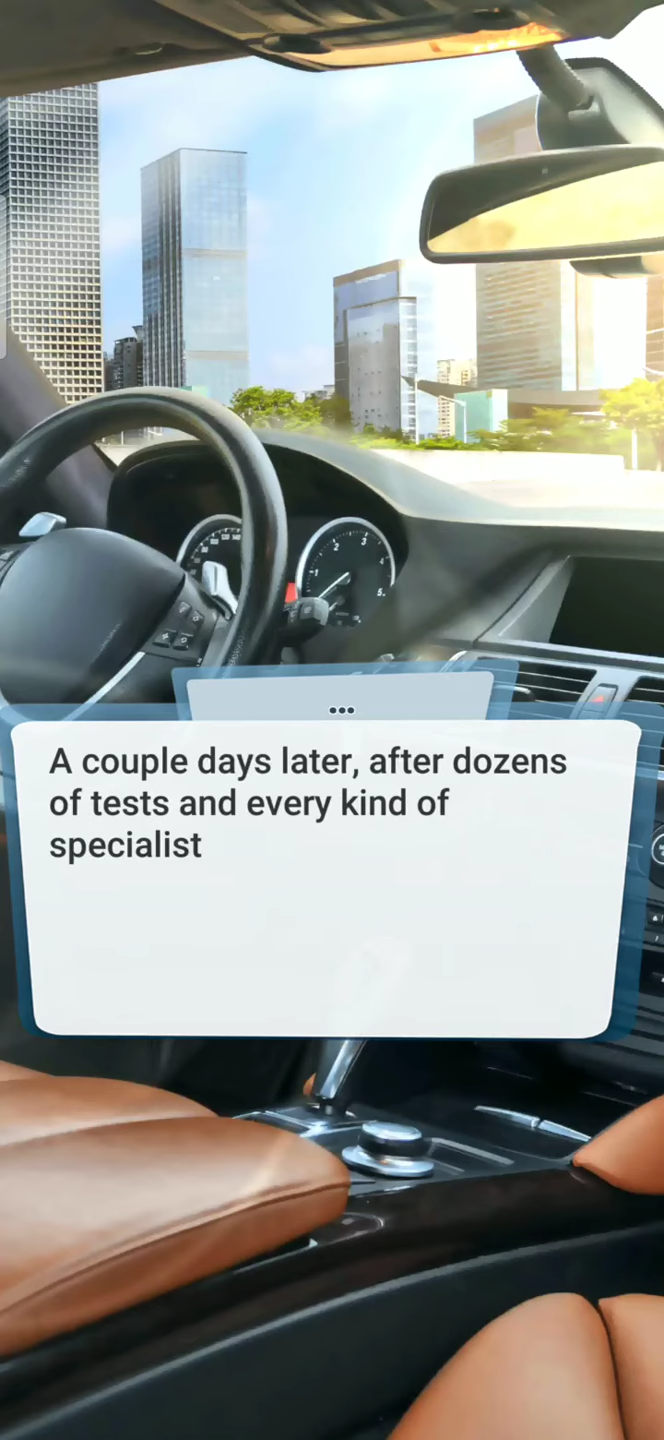 •••
A couple days later, after dozens
of tests and every kind of
specialist